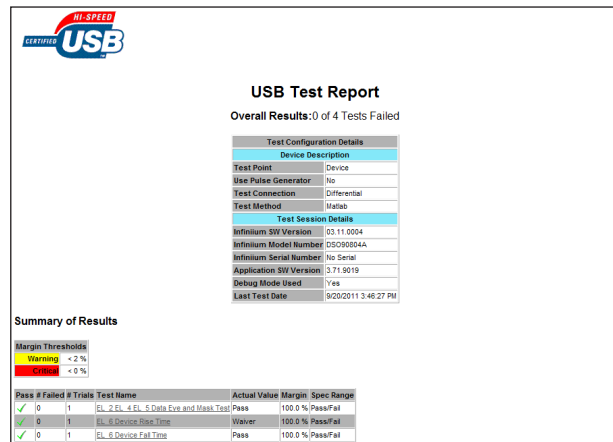 HI-SPEED
CERTIFIED USB
USB Test Report
Overall Results:0 of 4 Tests Failed
Test Configuration Details
Device Description
Test Point Device
Use Pulse Generator No
Test Connection Differential
Test Method Matlab
Test Session Details
Infiniium SW Version 03.11.0004
Infiniium Model Number DSO90804A
Infiniium Serial Number No Serial
Application SW Version 3.71.9019
Debug Mode Used Yes
Last Test Date 9/20/2011 3:46:27 PM
Summary of Results
Margin Thresholds
Warning < 2 %
Critical < 0 %
Pass # Failed # Trials Test Name Actual Value Margin Spec Range
0 1 EL_2 EL_4 EL_5 Data Eye and Mask Test Pass 100.0 % Pass/Fail
0 1 EL_6 Device Rise Time Waiver 100.0 % Pass/Fail
0 1 EL_6 Device Fall Time Pass 100.0 % Pass/Fail